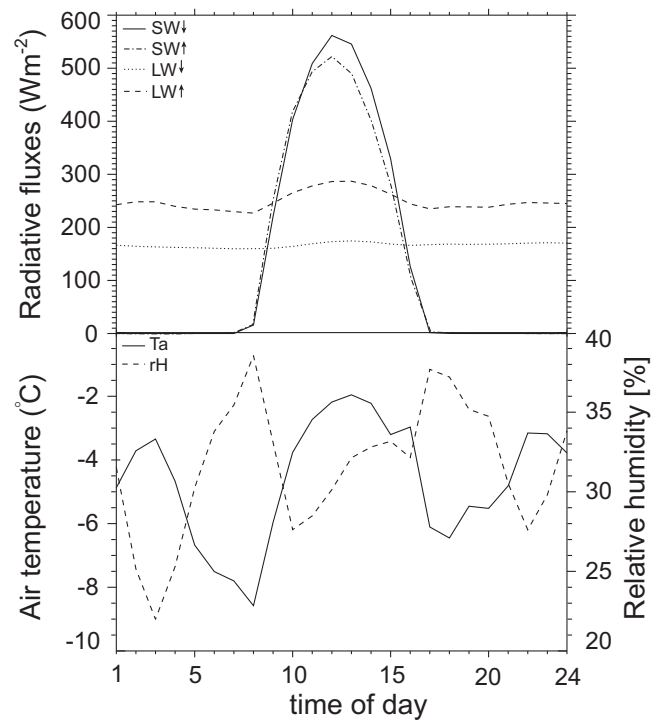 Radiative fluxes (Wm-2)
600
500
400
300
200
100
0
SW↓
SW↑
LW↓
LW↑
Air temperature (°C)
-2
-4
-6
-8
-10
Ta
rH
Relative humidity [%]
40
35
30
25
20
1 5 10 15 20 24
time of day